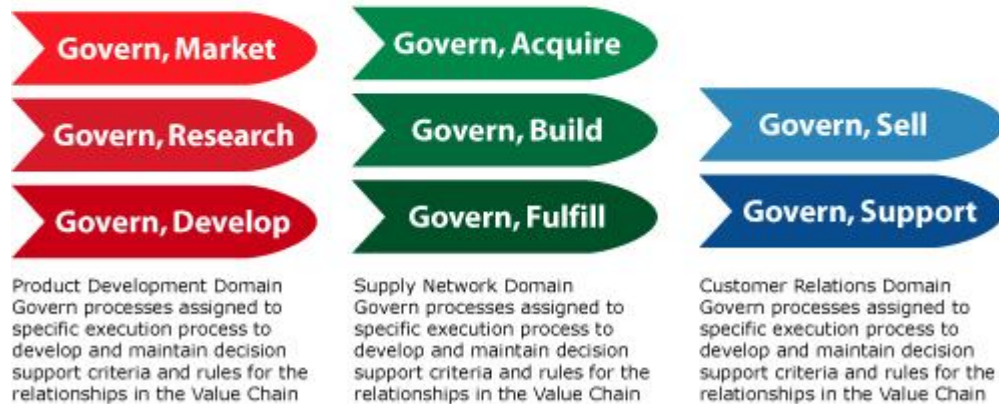 Govern, Market
Govern, Research
Govern, Develop
Product Development Domain
Govern processes assigned to
specific execution process to
develop and maintain decision
support criteria and rules for the
relationships in the Value Chain
Govern, Acquire
Govern, Build
Govern, Fulfill
Supply Network Domain
Govern processes assigned to
specific execution process to
develop and maintain decision
support criteria and rules for the
relationships in the Value Chain
Govern, Sell
Govern, Support
Customer Relations Domain
Govern processes assigned to
specific execution process to
develop and maintain decision
support criteria and rules for the
relationships in the Value Chain